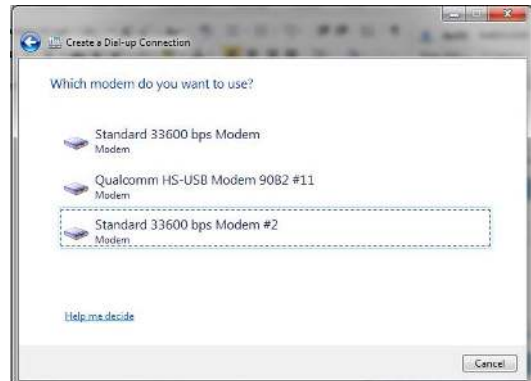 Create a Dial-up Connection
Which modem do you want to use?
Standard 33600 bps Modem
Modem
Qualcomm HS-USB Modem 90B2 #11
Modem
Standard 33600 bps Modem #2
Modem
Help me decide
Cancel